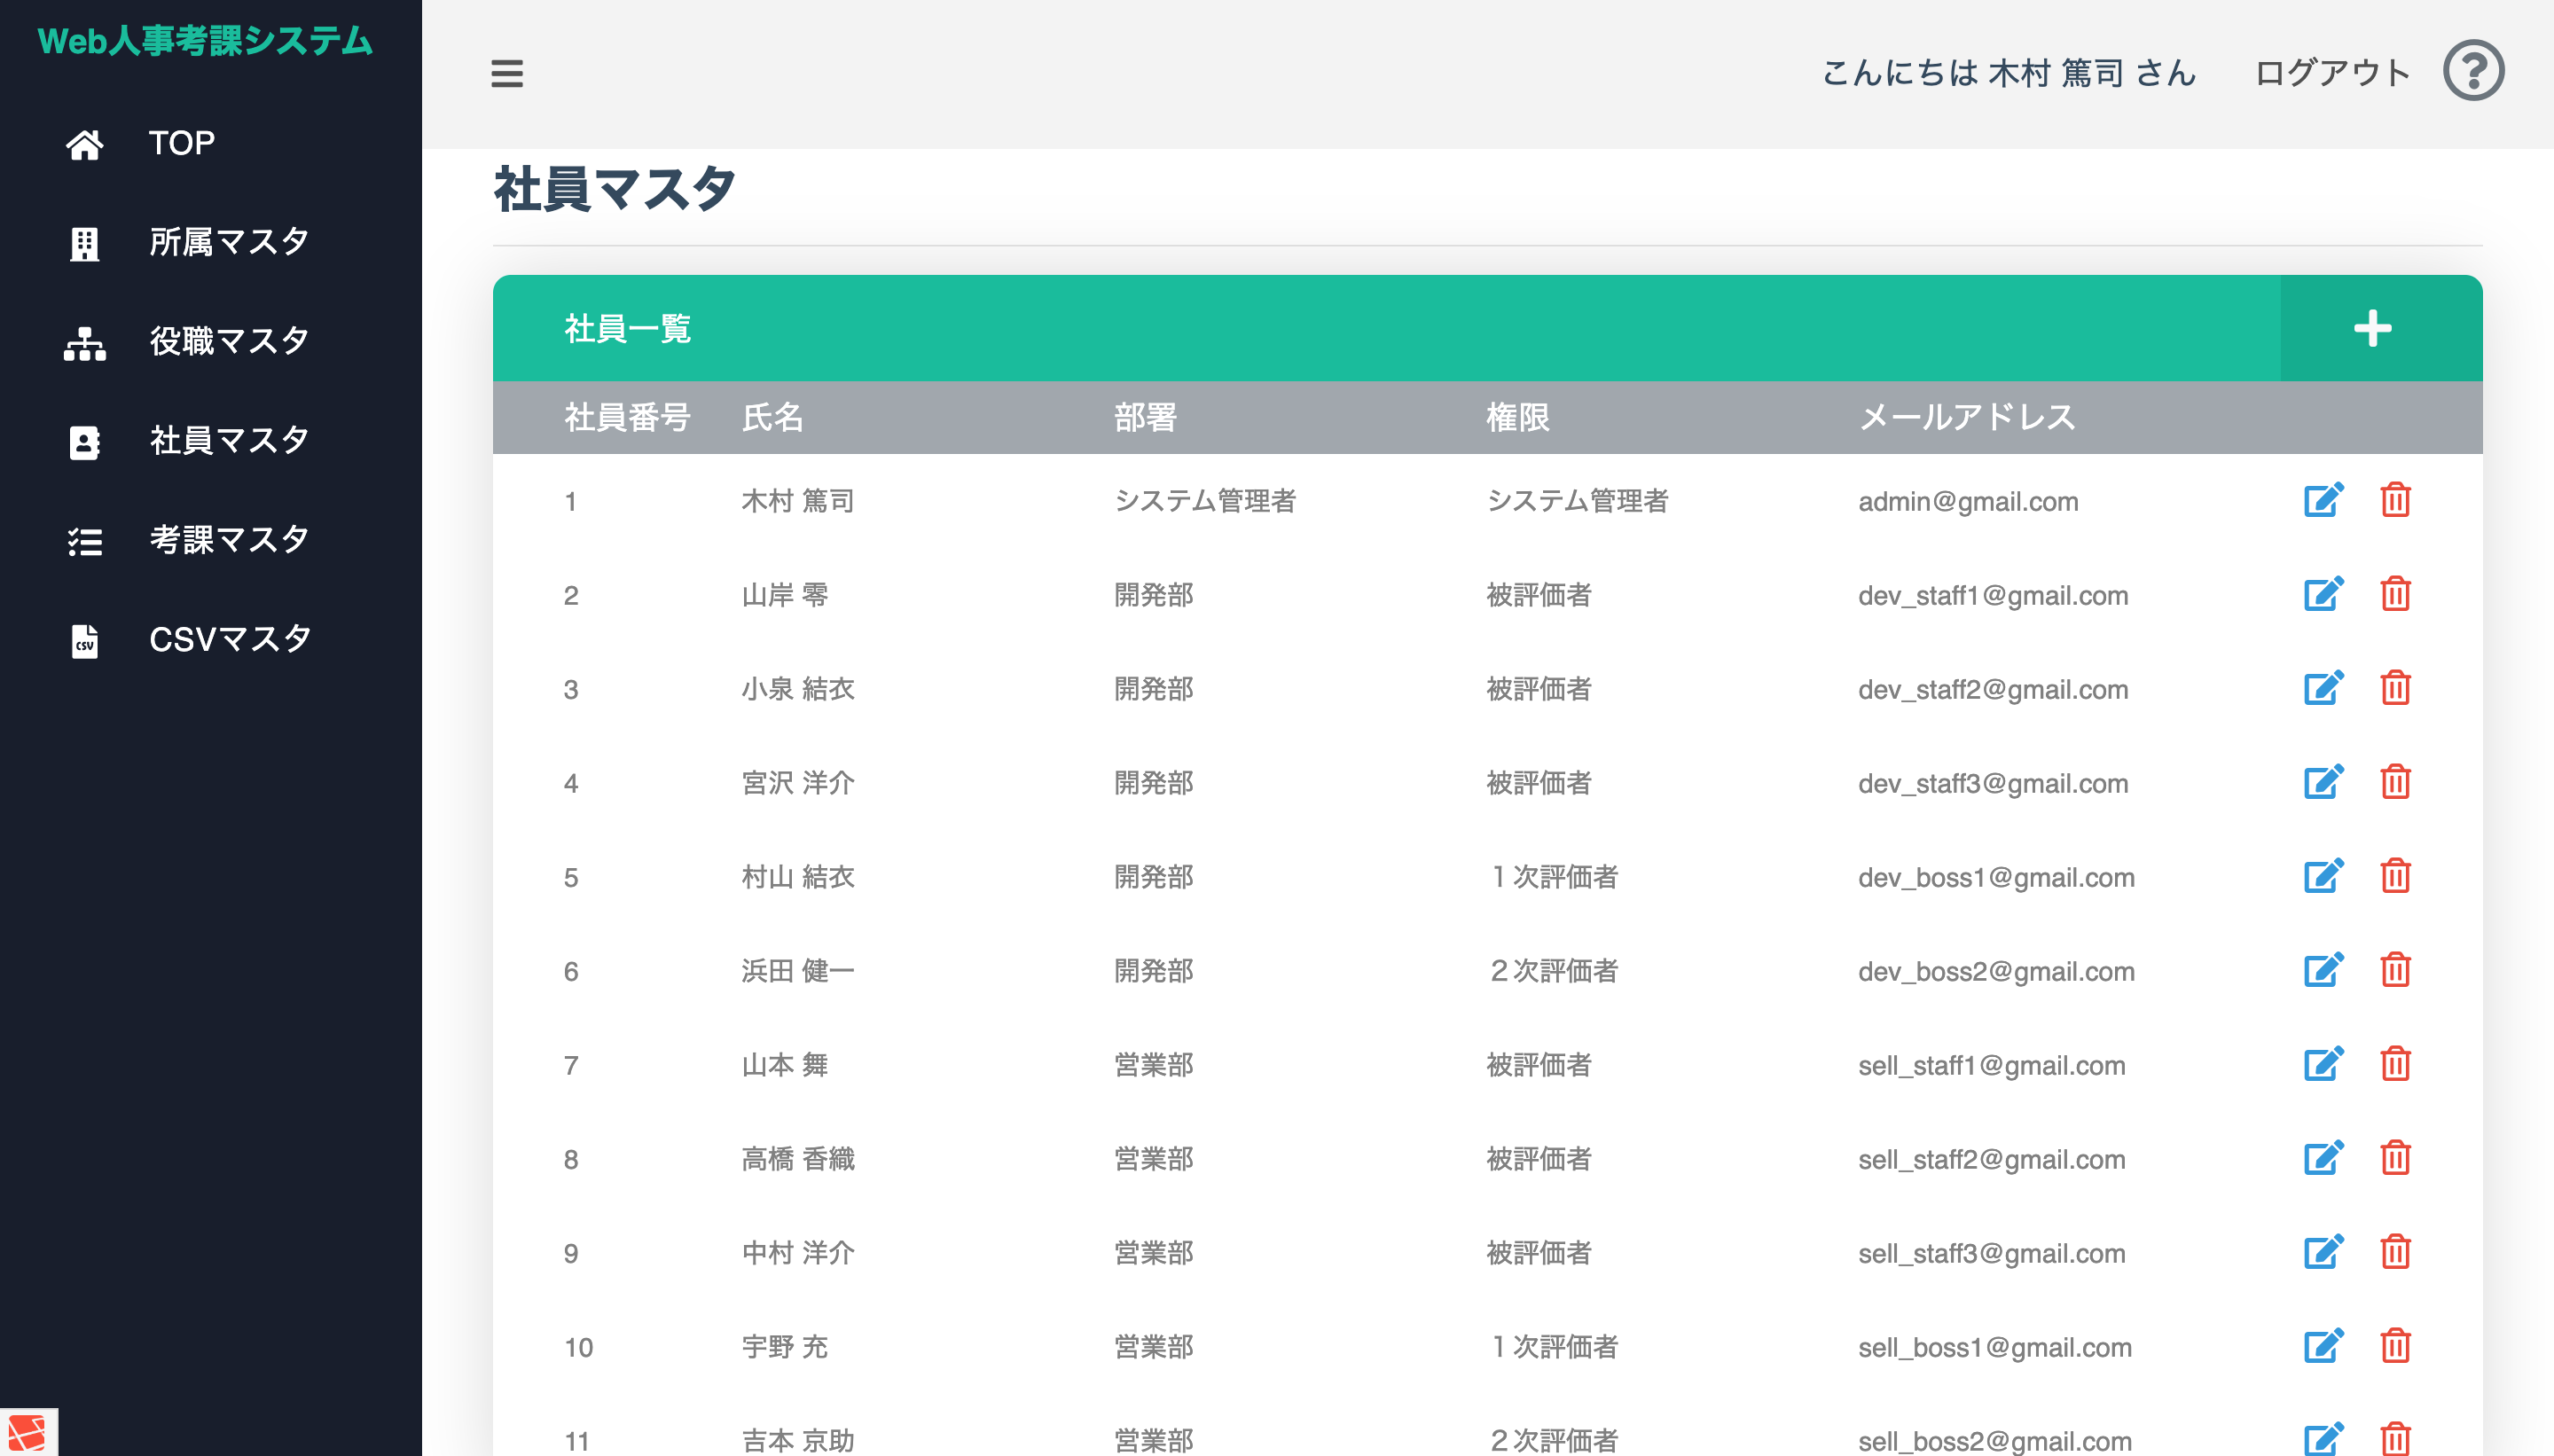 Web人事考課システム
TOP
所属マスタ
役職マスタ
社員マスタ
考課マスタ
CSV
CSVマスタ
こんにちは 木村 篤司 さん ログアウト ?
社員マスタ
社員一覧
社員番号 氏名 部署 権限 メールアドレス
1 木村 篤司 システム管理者 システム管理者 admin@gmail.com
2 山岸 零 開発部 被評価者 dev_staff1@gmail.com
3 小泉 結衣 開発部 被評価者 dev_staff2@gmail.com
4 宮沢 洋介 開発部 被評価者 dev_staff3@gmail.com
5 村山 結衣 開発部 １次評価者 dev_boss1@gmail.com
6 浜田 健一 開発部 ２次評価者 dev_boss2@gmail.com
7 山本 舞 営業部 被評価者 sell_staff1@gmail.com
8 高橋 香織 営業部 被評価者 sell_staff2@gmail.com
9 中村 洋介 営業部 被評価者 sell_staff3@gmail.com
10 宇野 充 営業部 １次評価者 sell_boss1@gmail.com
11 吉本 京助 営業部 ２次評価者 sell_boss2@gmail.com